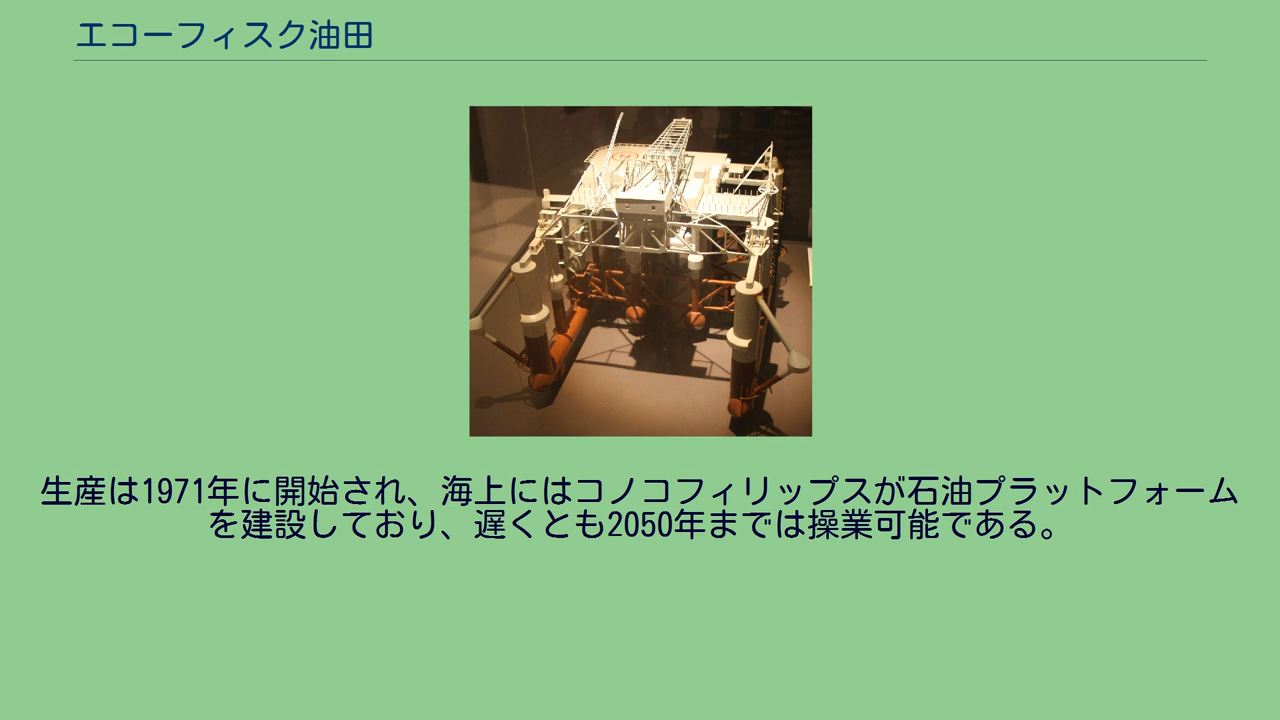 エコーフィスク油田
生産は1971年に開始され、海上にはコノコフィリップスが石油プラットフォーム
を建設しており、遅くとも2050年までは操業可能である。